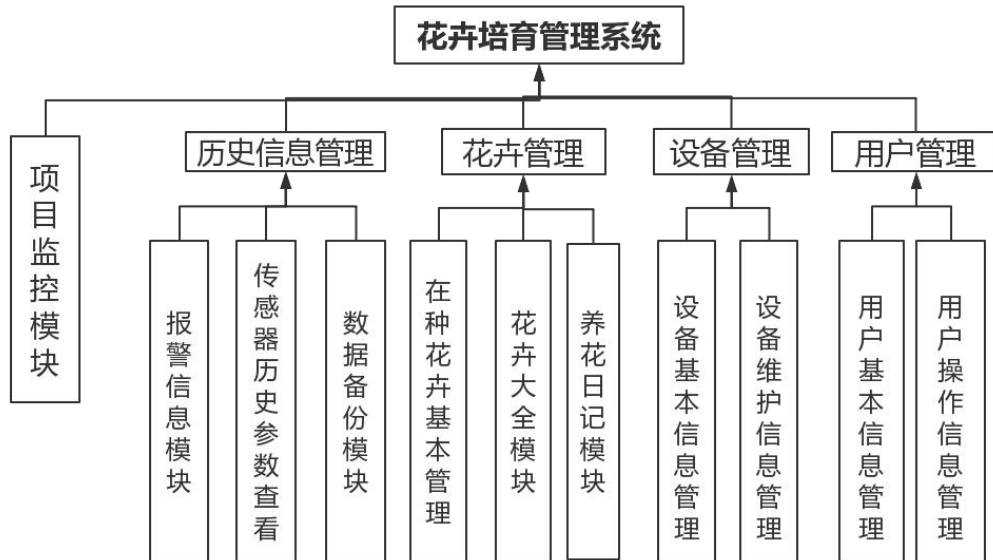 花卉培育管理系统
项目监控模块
历史信息管理
花卉管理
设备管理
用户管理
报警信息模块
传感器历史参数查看
数据备份模块
在种花卉基本管理
花卉大全模块
养花日记模块
设备基本信息管理
设备维护信息管理
用户基本信息管理
用户操作信息管理